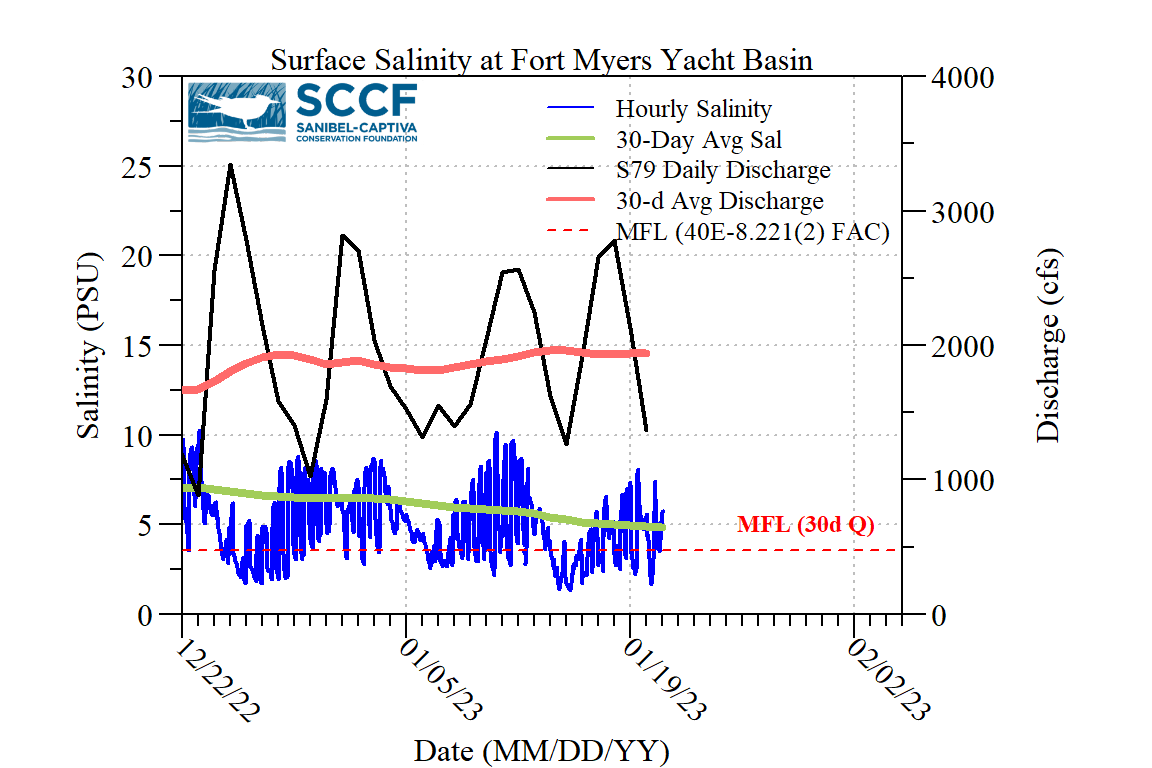 Surface Salinity at Fort Myers Yacht Basin
SCCF
SANIBEL-CAPTIVA
CONSERVATION FOUNDATION
Hourly Salinity
30-Day Avg Sal
S79 Daily Discharge
30-d Avg Discharge
MFL (40E-8.221(2) FAC)
MFL (30d Q)
Salinity (PSU)
30
25
20
15
10
5
0
Discharge (cfs)
4000
3000
2000
1000
0
12/22/22
01/05/23
01/19/23
02/02/23
Date (MM/DD/YY)